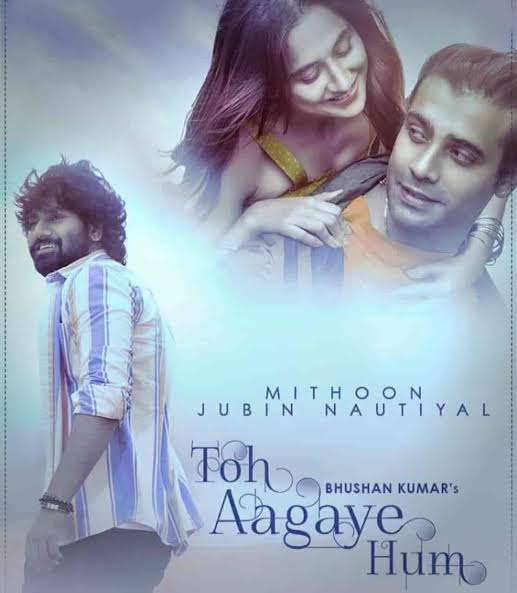 MITHOON
JUBIN NAUTIYAL
Toh
BHUSHAN KUMAR's
Aagaye
Hum